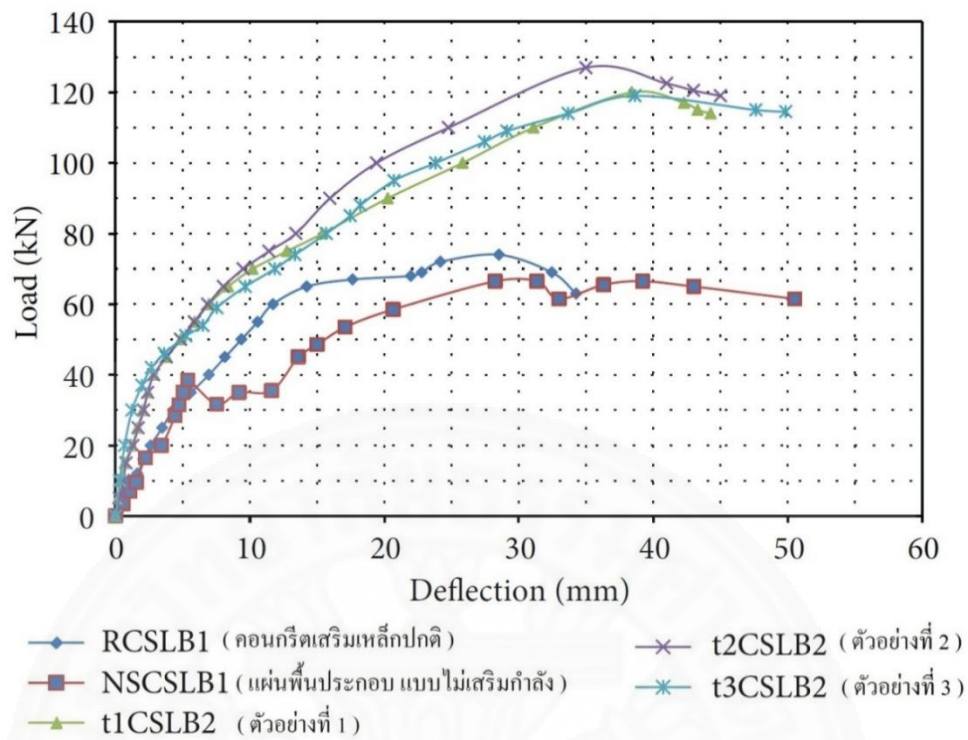 140
120
100
80
60
40
20
0
Load (kN)
0 10 20 30 40 50 60
Deflection (mm)
RCSLB1 ( คอนกรีตเสริมเหล็กปกติ )
NSCSLB1 ( แผ่นพื้นประกอบ แบบไม่เสริมกำลัง )
t1CSLB2 ( ตัวอย่างที่ 1 )
t2CSLB2 ( ตัวอย่างที่ 2 )
t3CSLB2 ( ตัวอย่างที่ 3 )